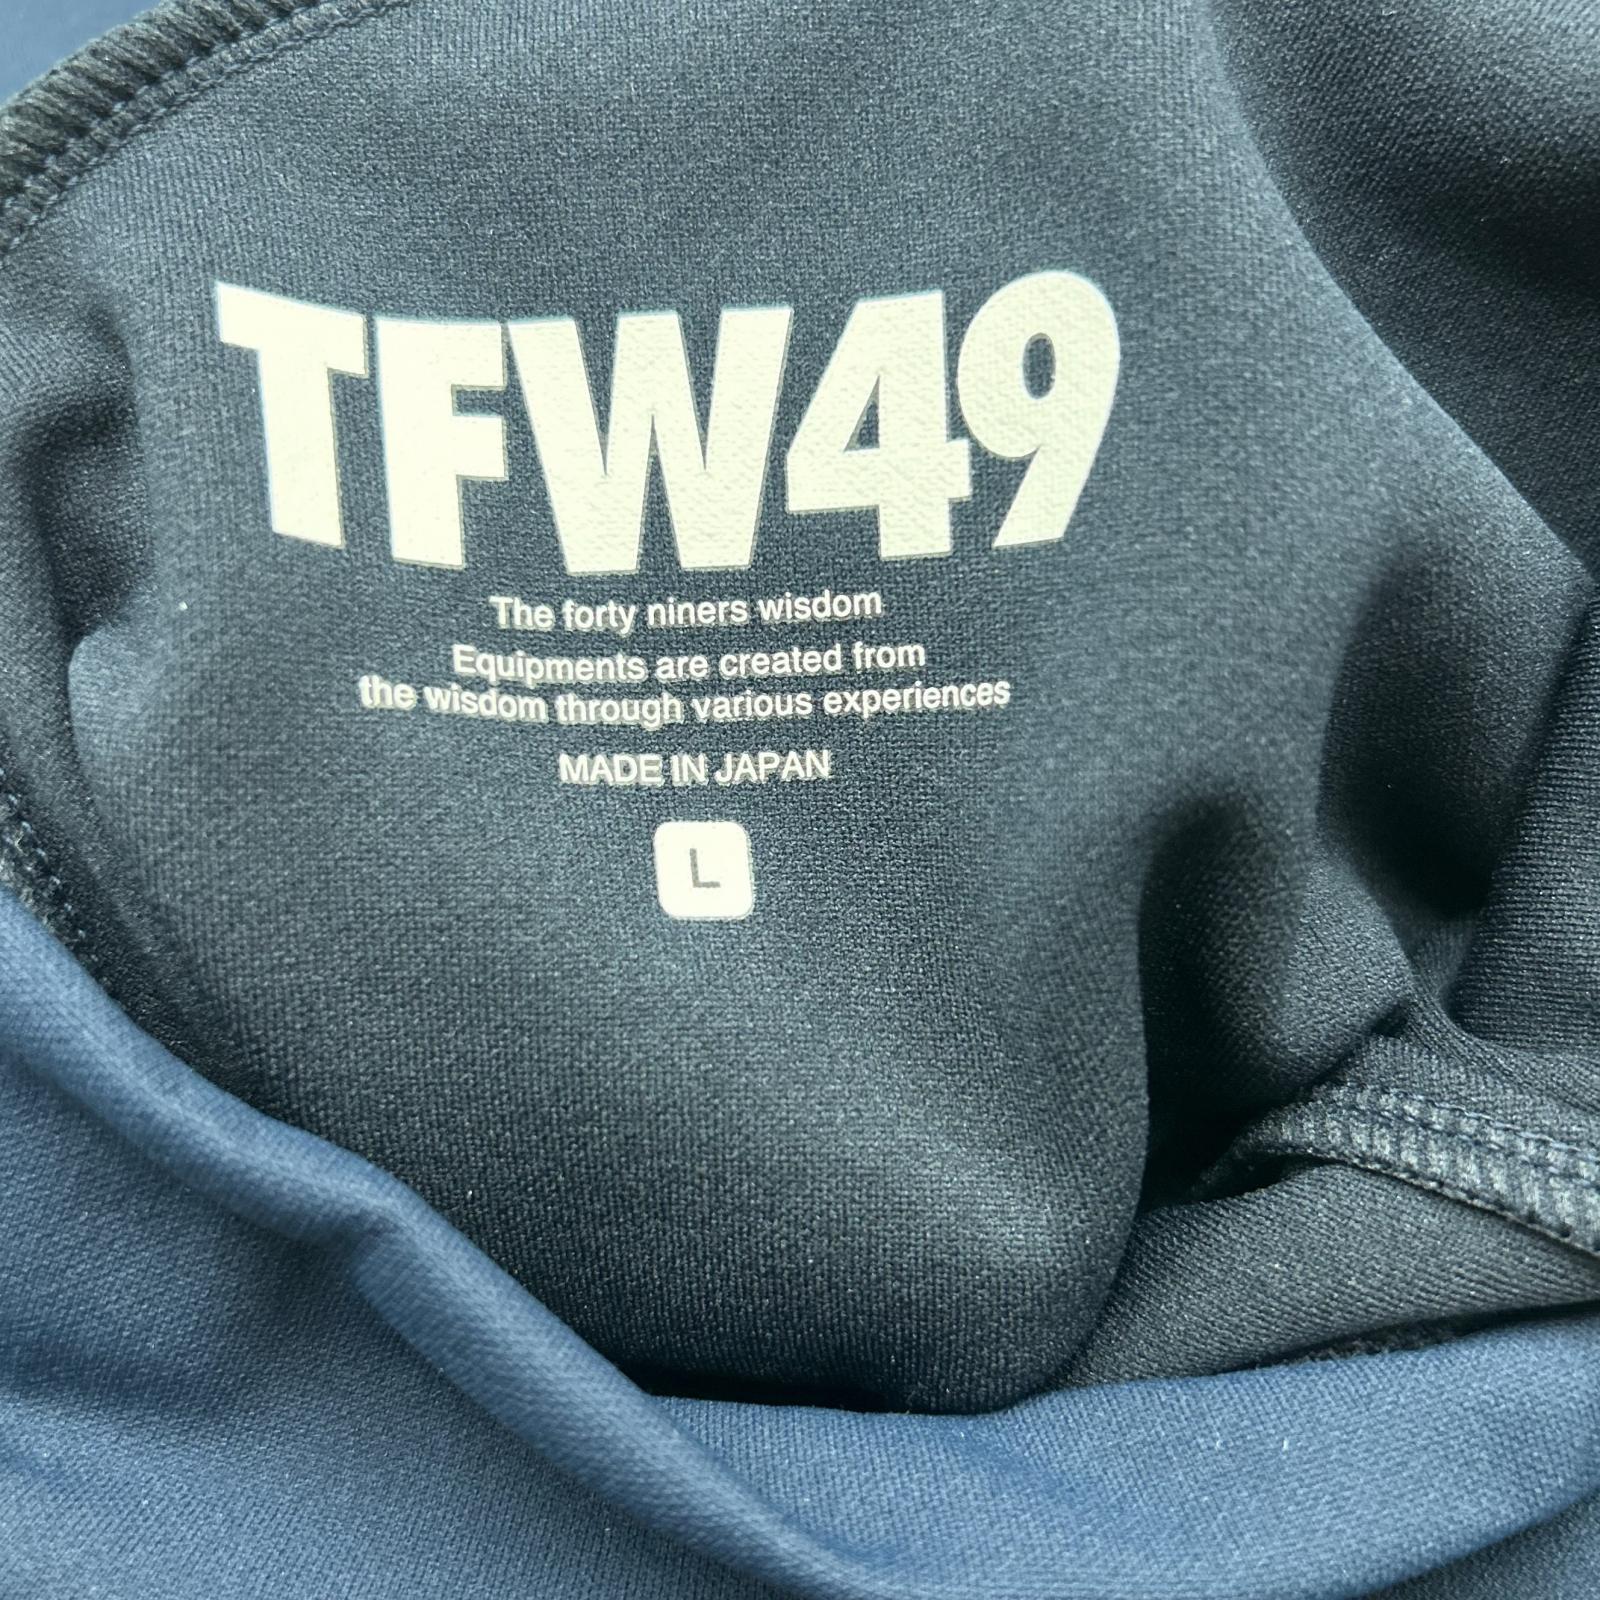 TFW49
The forty niners wisdom
Equipments are created from
the wisdom through various experiences
MADE IN JAPAN
L